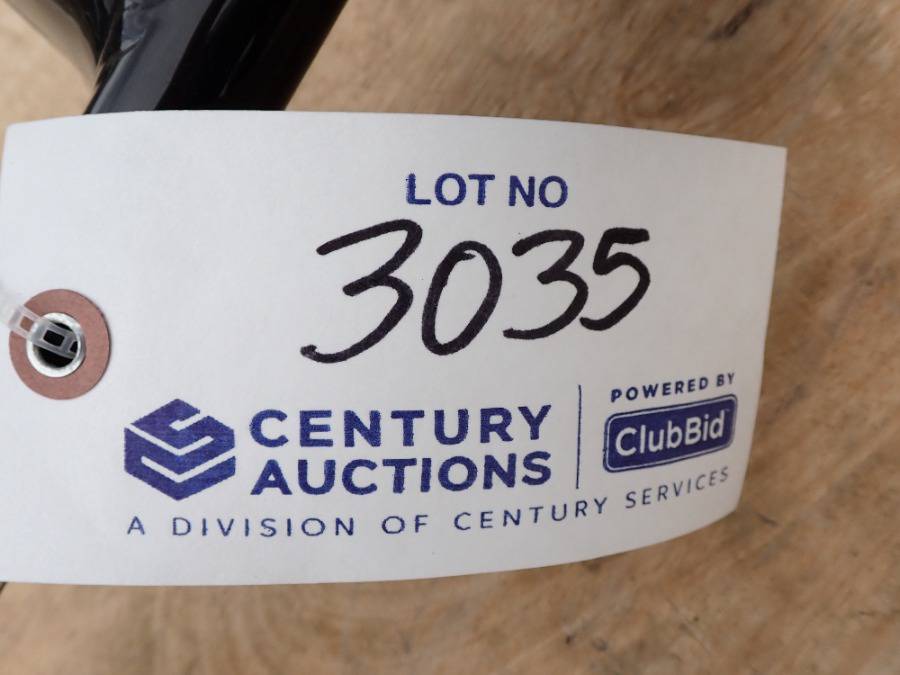 LOT NO
3035
CENTURY
AUCTIONS
POWERED BY
ClubBid
A DIVISION OF CENTURY SERVICES